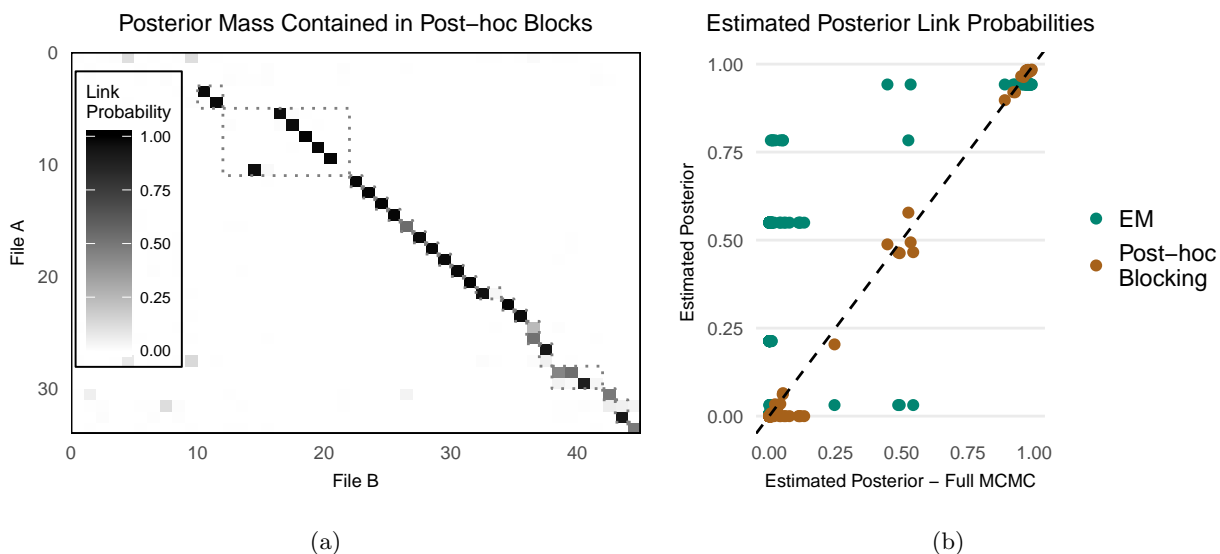 Posterior Mass Contained in Post−hoc Blocks
0
10
20
30
File A
Link
Probability
1.00
0.75
0.50
0.25
0.00
0
10
20
30
40
File B
(a)
Estimated Posterior Link Probabilities
1.00
0.75
0.50
0.25
0.00
Estimated Posterior
0.00
0.25
0.50
0.75
1.00
Estimated Posterior − Full MCMC
EM
Post−hoc
Blocking
(b)